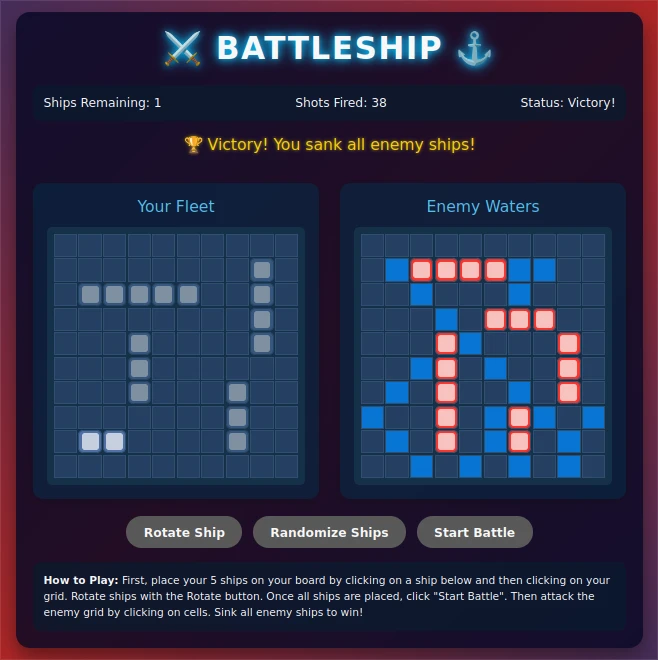 ⚔️ BATTLESHIP ⚓
Ships Remaining: 1
Shots Fired: 38
Status: Victory!
🏆 Victory! You sank all enemy ships!
Your Fleet
Enemy Waters
Rotate Ship
Randomize Ships
Start Battle
How to Play: First, place your 5 ships on your board by clicking on a ship below and then clicking on your
grid. Rotate ships with the Rotate button. Once all ships are placed, click "Start Battle". Then attack the
enemy grid by clicking on cells. Sink all enemy ships to win!